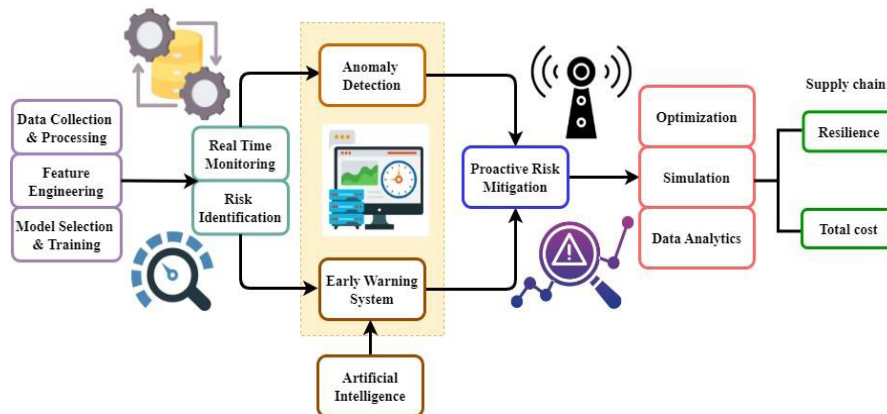 Data Collection
& Processing
Feature
Engineering
Model Selection
& Training
Real Time
Monitoring
Risk
Identification
Anomaly
Detection
Early Warning
System
Artificial
Intelligence
Proactive Risk
Mitigation
Optimization
Simulation
Data Analytics
Supply chain
Resilience
Total cost